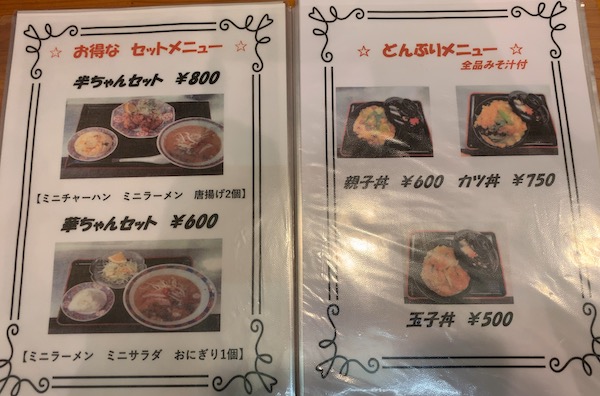 ☆ お得な セットメニュー ☆
半ちゃんセット ￥800
【ミニチャーハン ミニラーメン 唐揚げ2個】
華ちゃんセット ￥600
【ミニラーメン ミニサラダ おにぎり1個】
☆ どんぶりメニュー ☆
全品みそ汁付
親子丼 ￥600 カツ丼 ￥750
玉子丼 ￥500